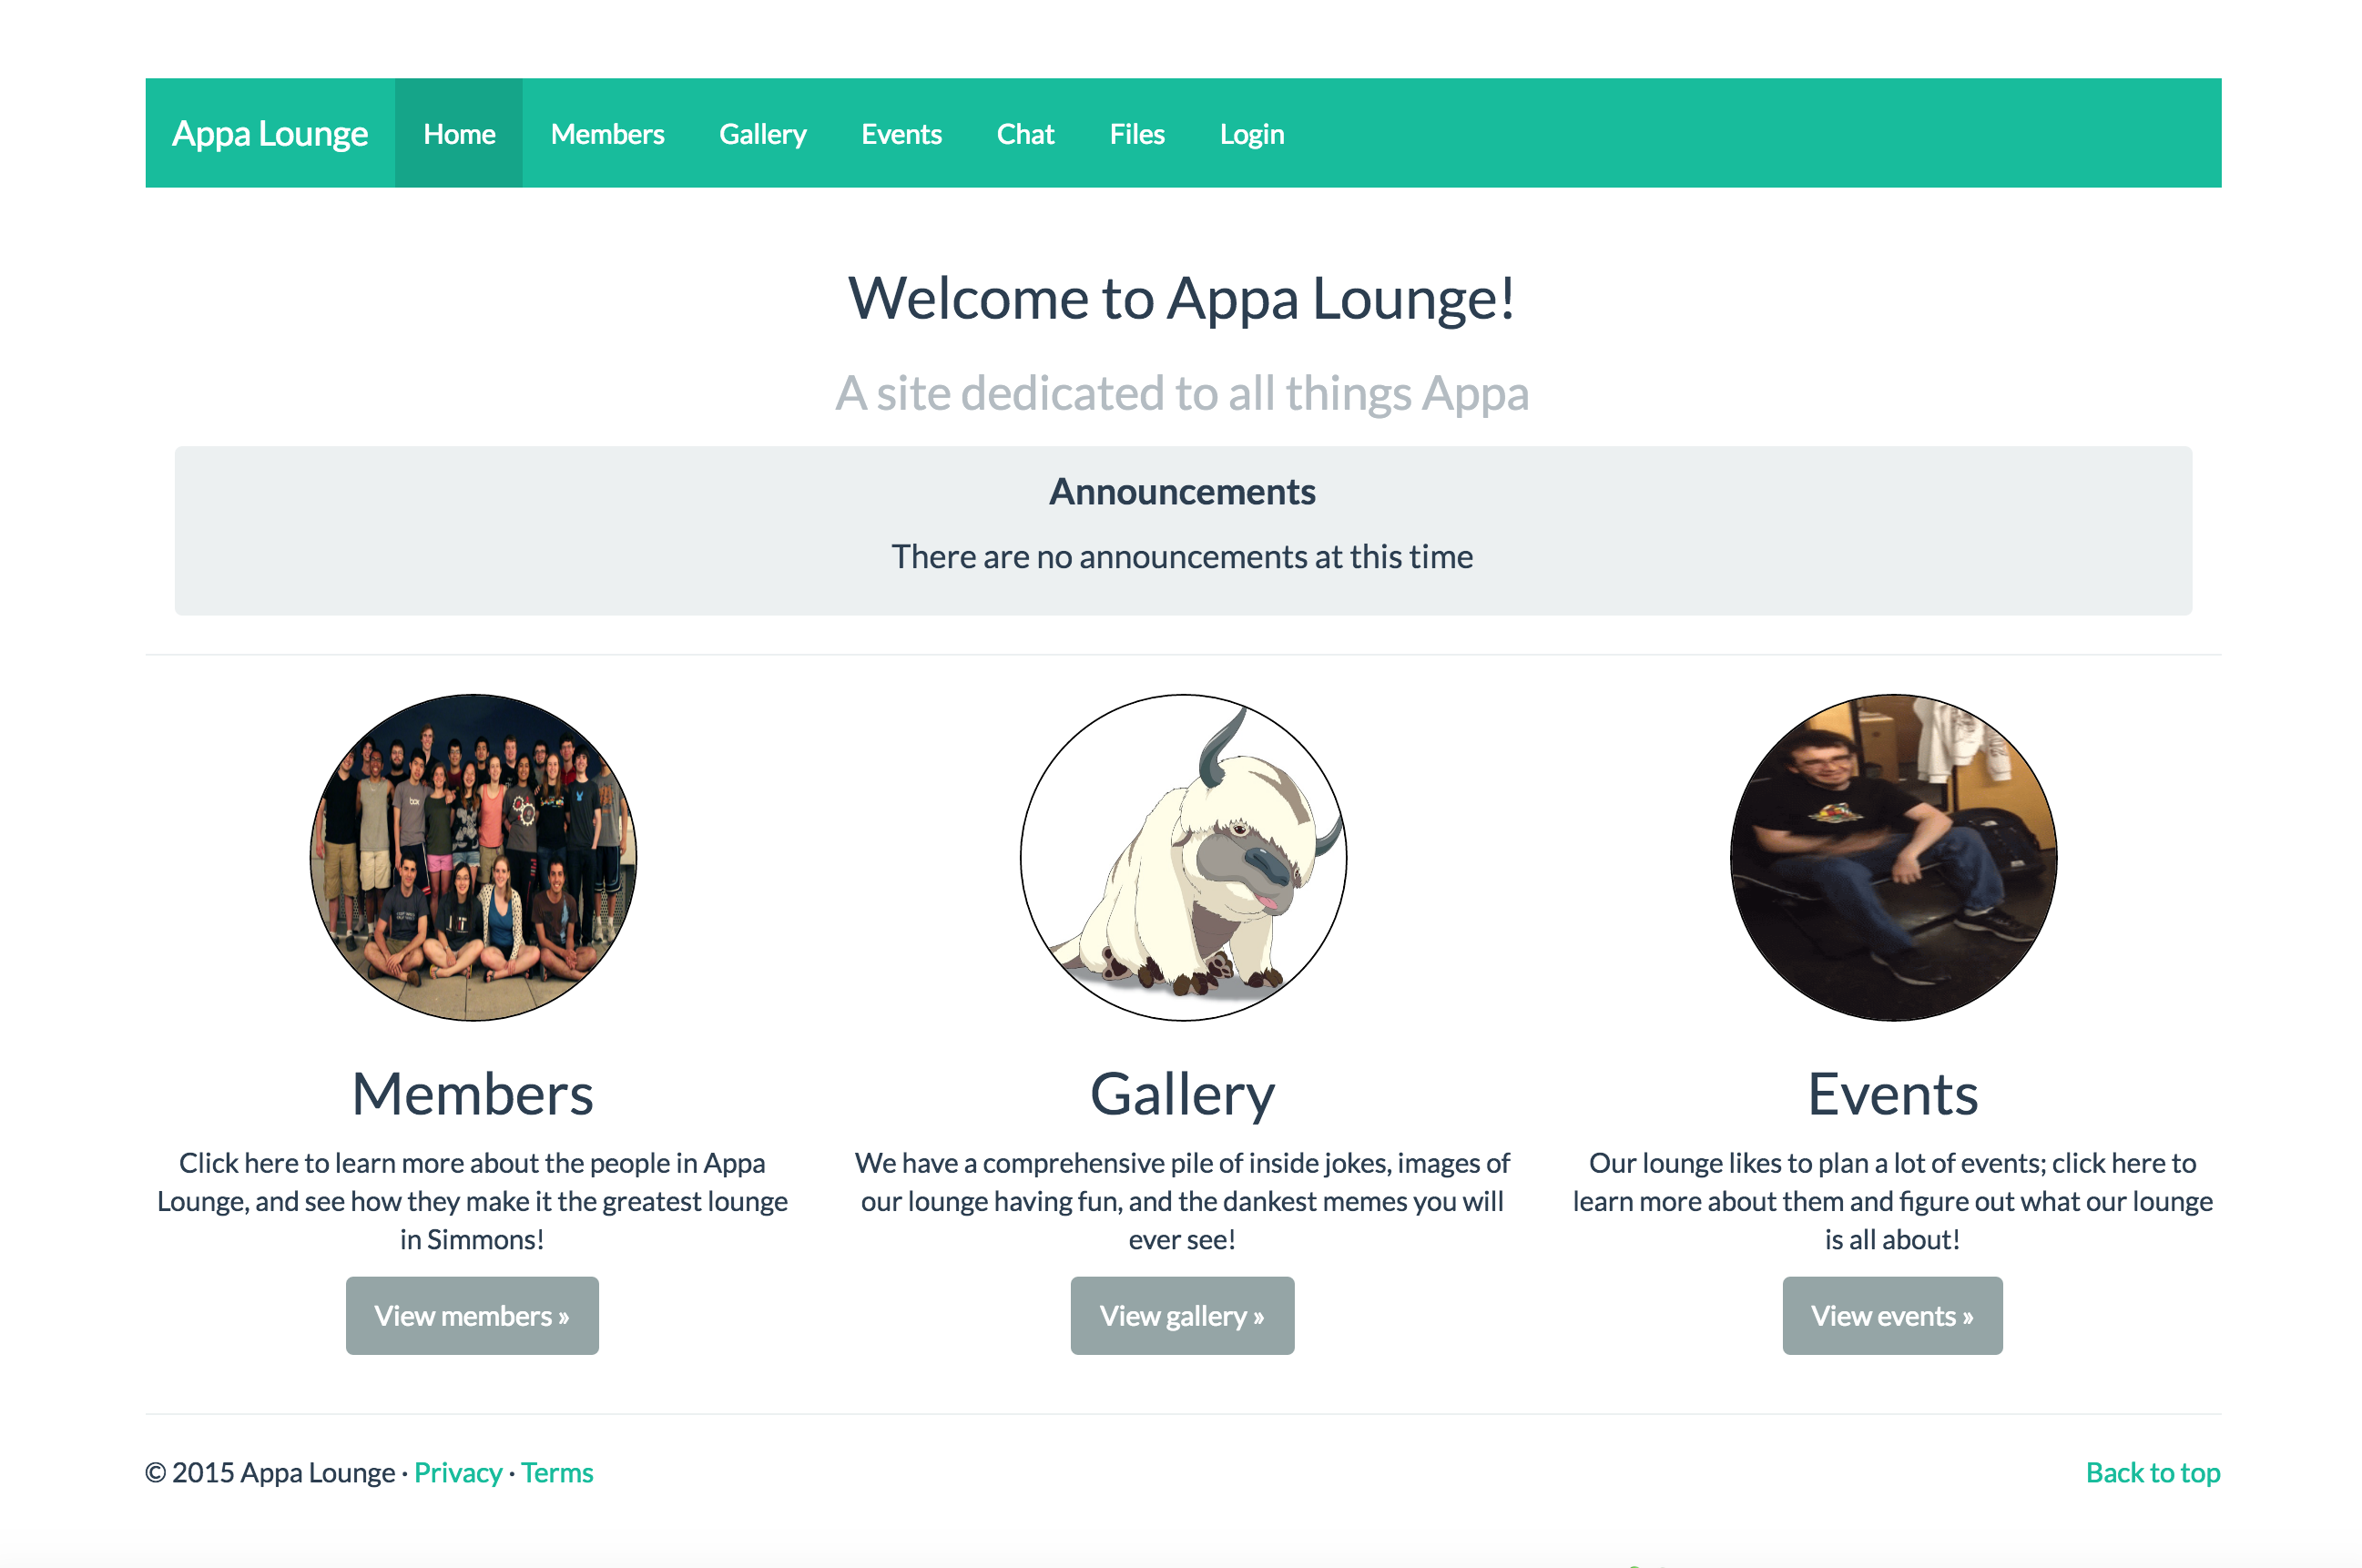 Appa Lounge Home Members Gallery Events Chat Files Login
Welcome to Appa Lounge!
A site dedicated to all things Appa
Announcements
There are no announcements at this time
box
Members
Click here to learn more about the people in Appa
Lounge, and see how they make it the greatest lounge
in Simmons!
View members »
Gallery
We have a comprehensive pile of inside jokes, images of
our lounge having fun, and the dankest memes you will
ever see!
View gallery »
Events
Our lounge likes to plan a lot of events; click here to
learn more about them and figure out what our lounge
is all about!
View events »
© 2015 Appa Lounge · Privacy · Terms
Back to top